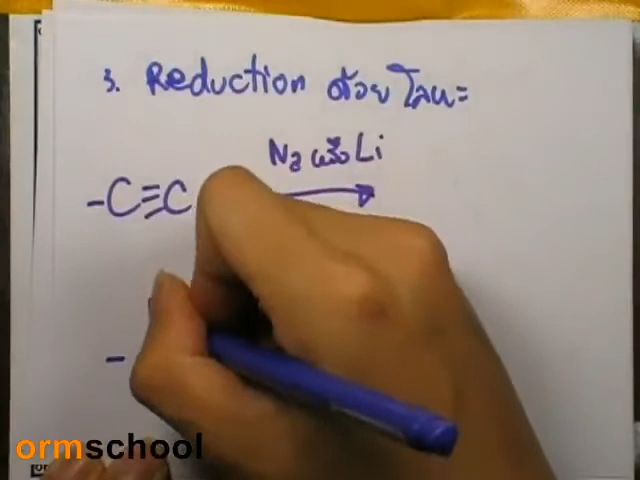 3. Reduction ด้วยโลหะ
Na หรือ Li
-C≡C
-
ormschool